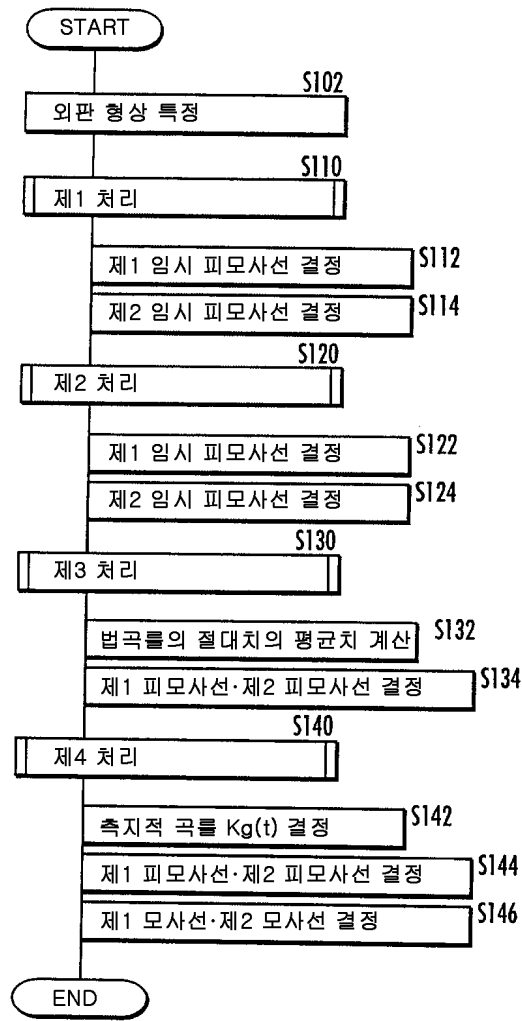 START
S102
외판 형상 특정
S110
제1 처리
제1 임시 피모사선 결정 S112
제2 임시 피모사선 결정 S114
S120
제2 처리
제1 임시 피모사선 결정 S122
제2 임시 피모사선 결정 S124
S130
제3 처리
법곡률의 절대치의 평균치 계산 S132
제1 피모사선·제2 피모사선 결정 S134
S140
제4 처리
측지적 곡률 Kg(t) 결정 S142
제1 피모사선·제2 피모사선 결정 S144
제1 모사선·제2 모사선 결정 S146
END